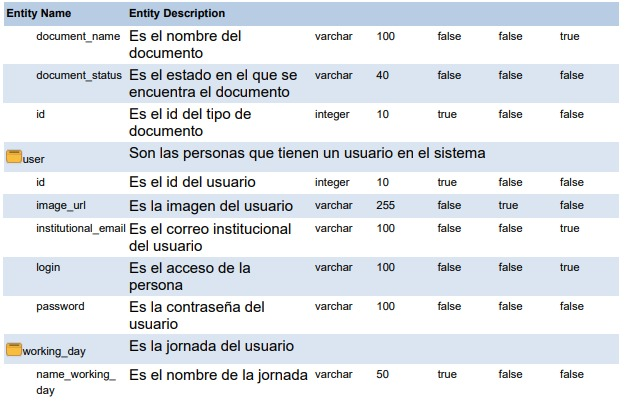 Entity Name Entity Description
document_name Es el nombre del varchar 100 false false true
documento
document_status Es el estado en el que se varchar 40 false false false
encuentra el documento
id Es el id del tipo de integer 10 true false false
documento
user Son las personas que tienen un usuario en el sistema
id Es el id del usuario integer 10 true false false
image_url Es la imagen del usuario varchar 255 false true false
institutional_email Es el correo institucional varchar 100 false false true
del usuario
login Es el acceso de la varchar 100 false false true
persona
password Es la contraseña del varchar 100 false false false
usuario
working_day Es la jornada del usuario
name_working_ Es el nombre de la jornada varchar 50 true false false
day